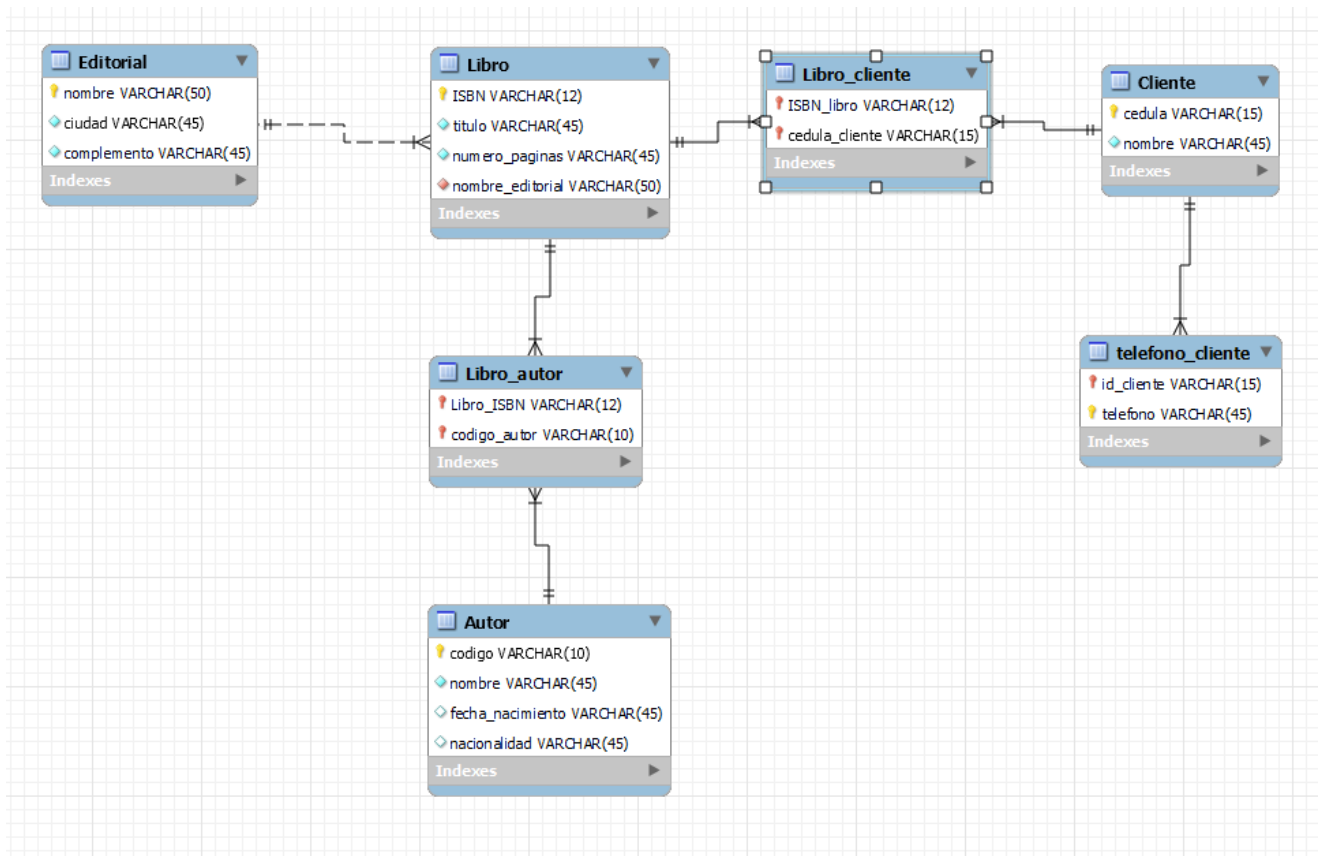 Editorial
nombre VARCHAR(50)
ciudad VARCHAR(45)
complemento VARCHAR(45)
Indexes
Libro
ISBN VARCHAR(12)
titulo VARCHAR(45)
numero_paginas VARCHAR(45)
nombre_editorial VARCHAR(50)
Indexes
Libro_cliente
ISBN_libro VARCHAR(12)
cedula_cliente VARCHAR(15)
Indexes
Cliente
cedula VARCHAR(15)
nombre VARCHAR(45)
Indexes
Libro_autor
Libro_ISBN VARCHAR(12)
codigo_autor VARCHAR(10)
Indexes
telefono_cliente
id_cliente VARCHAR(15)
telefono VARCHAR(45)
Indexes
Autor
codigo VARCHAR(10)
nombre VARCHAR(45)
fecha_nacimiento VARCHAR(45)
nacionalidad VARCHAR(45)
Indexes